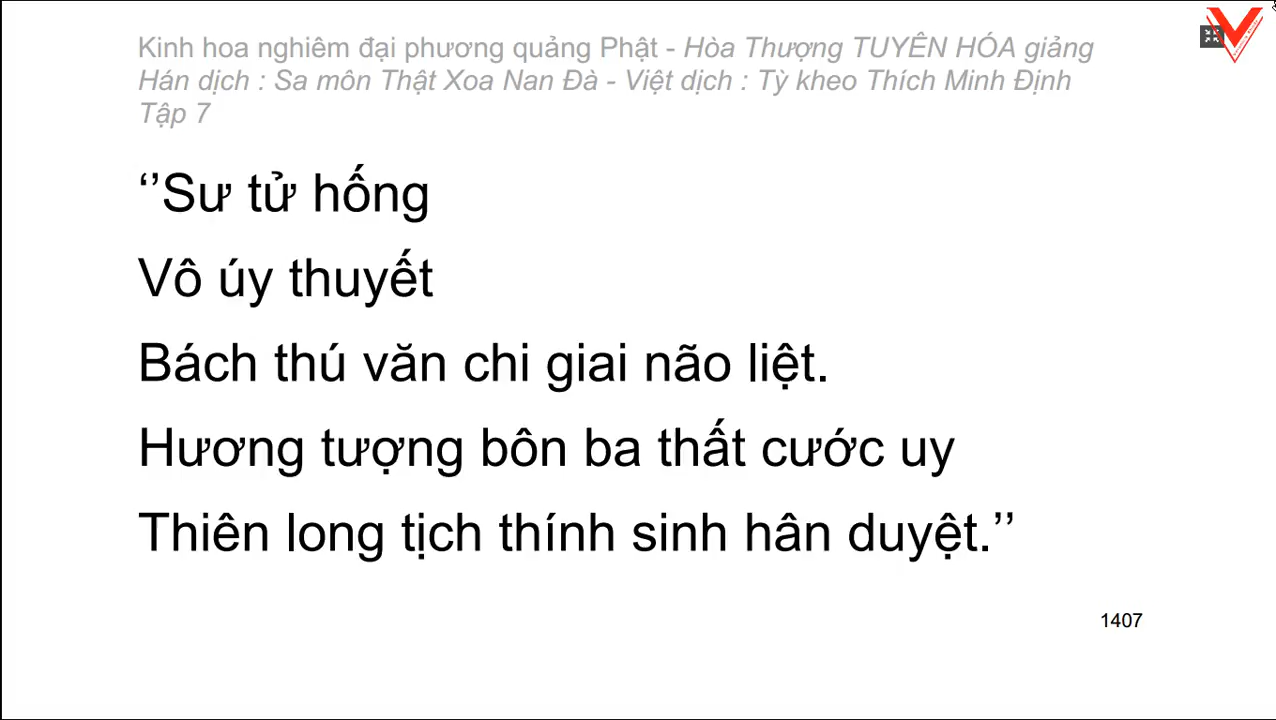 Kinh hoa nghiêm đại phương quảng Phật - Hòa Thượng TUYÊN HÓA giảng
Hán dịch : Sa môn Thật Xoa Nan Đà - Việt dịch : Tỳ kheo Thích Minh Định
Tập 7
‘’Sư tử hống
Vô úy thuyết
Bách thú văn chi giai não liệt.
Hương tượng bôn ba thất cước uy
Thiên long tịch thính sinh hân duyệt.’’
1407